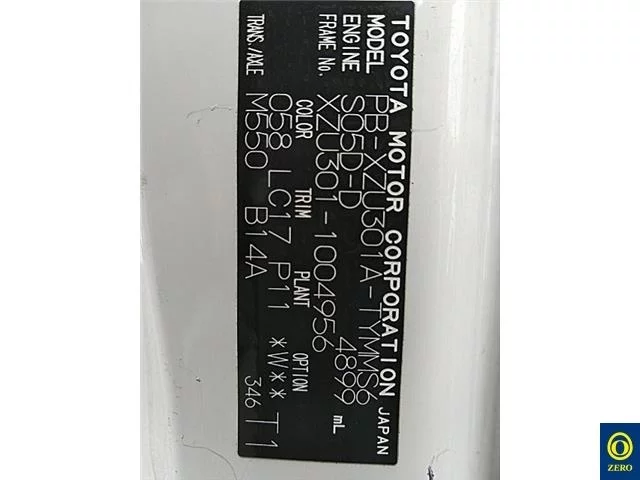 TOYOTA MOTOR CORPORATION JAPAN
MODEL PB-XZU301A-TYMMS6
ENGINE S05D-D 4899 mL
FRAME No. XZU301-1004956
COLOR TRIM PLANT OPTION
058 LC17 P11 *W**
TRANS./AXLE M550 B14A 346 T1
ZERO